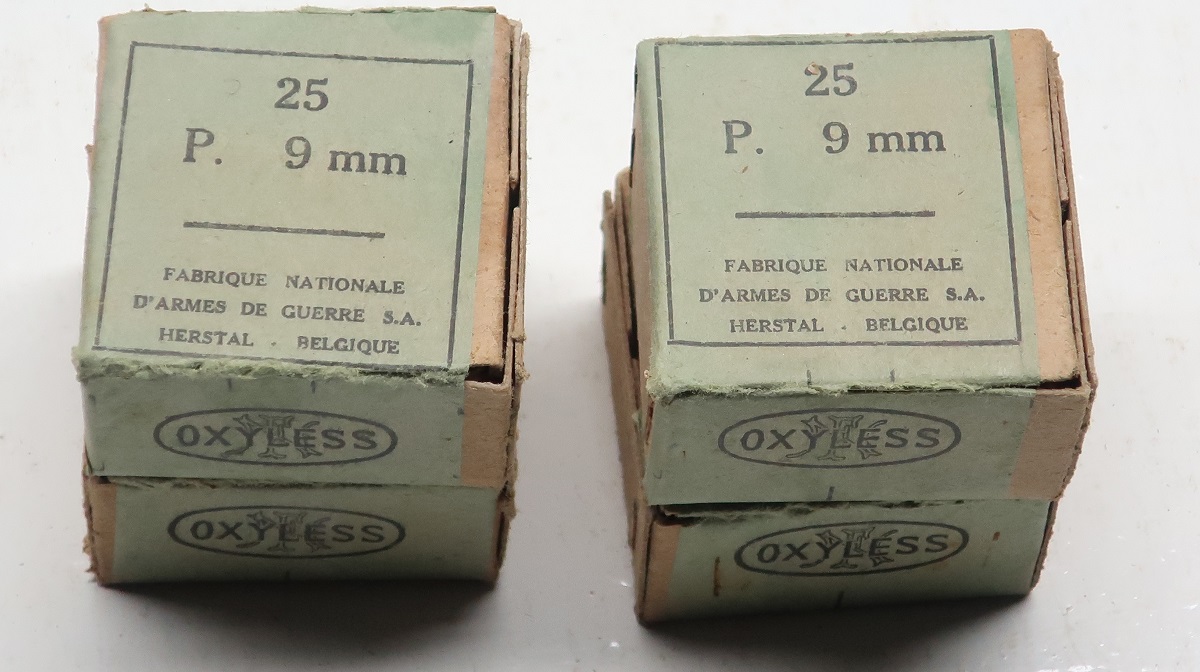 25
P. 9 mm
FABRIQUE NATIONALE
D'ARMES DE GUERRE S.A.
HERSTAL - BELGIQUE
OXYLESS
OXYLESS
25
P. 9 mm
FABRIQUE NATIONALE
D'ARMES DE GUERRE S.A.
HERSTAL - BELGIQUE
OXYLESS
OXYLESS